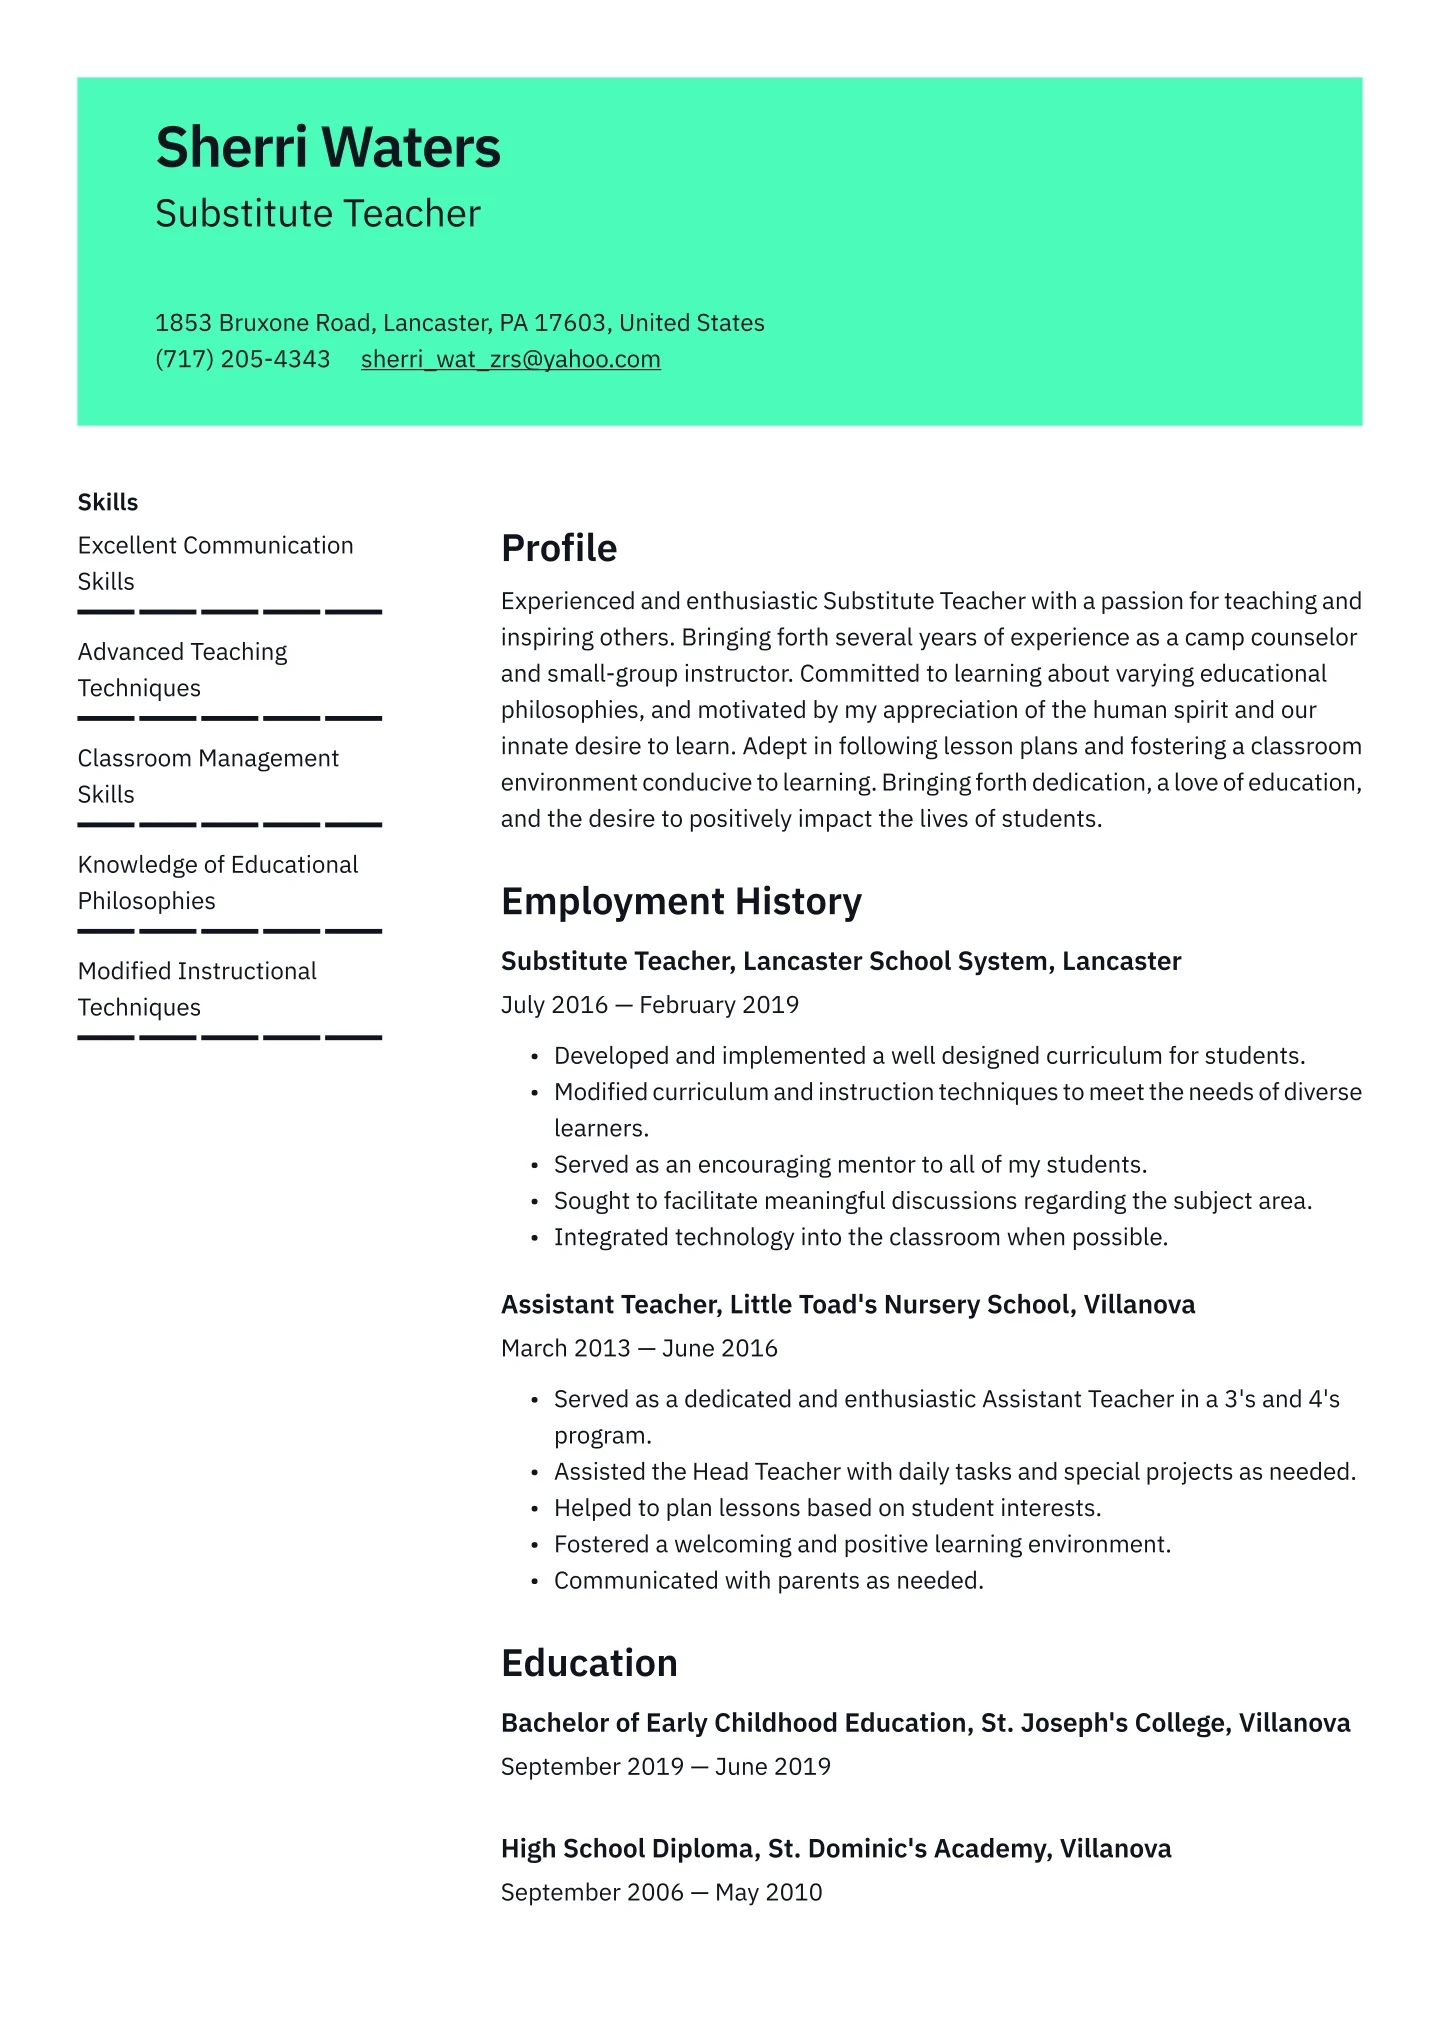 Sherri Waters
Substitute Teacher
1853 Bruxone Road, Lancaster, PA 17603, United States
(717) 205-4343 sherri_wat_zrs@yahoo.com
Skills
Excellent Communication
Skills
Advanced Teaching
Techniques
Classroom Management
Skills
Knowledge of Educational
Philosophies
Modified Instructional
Techniques
Profile
Experienced and enthusiastic Substitute Teacher with a passion for teaching and
inspiring others. Bringing forth several years of experience as a camp counselor
and small-group instructor. Committed to learning about varying educational
philosophies, and motivated by my appreciation of the human spirit and our
innate desire to learn. Adept in following lesson plans and fostering a classroom
environment conducive to learning. Bringing forth dedication, a love of education,
and the desire to positively impact the lives of students.
Employment History
Substitute Teacher, Lancaster School System, Lancaster
July 2016 — February 2019
• Developed and implemented a well designed curriculum for students.
• Modified curriculum and instruction techniques to meet the needs of diverse
learners.
• Served as an encouraging mentor to all of my students.
• Sought to facilitate meaningful discussions regarding the subject area.
• Integrated technology into the classroom when possible.
Assistant Teacher, Little Toad's Nursery School, Villanova
March 2013 — June 2016
• Served as a dedicated and enthusiastic Assistant Teacher in a 3's and 4's
program.
• Assisted the Head Teacher with daily tasks and special projects as needed.
• Helped to plan lessons based on student interests.
• Fostered a welcoming and positive learning environment.
• Communicated with parents as needed.
Education
Bachelor of Early Childhood Education, St. Joseph's College, Villanova
September 2019 — June 2019
High School Diploma, St. Dominic's Academy, Villanova
September 2006 — May 2010